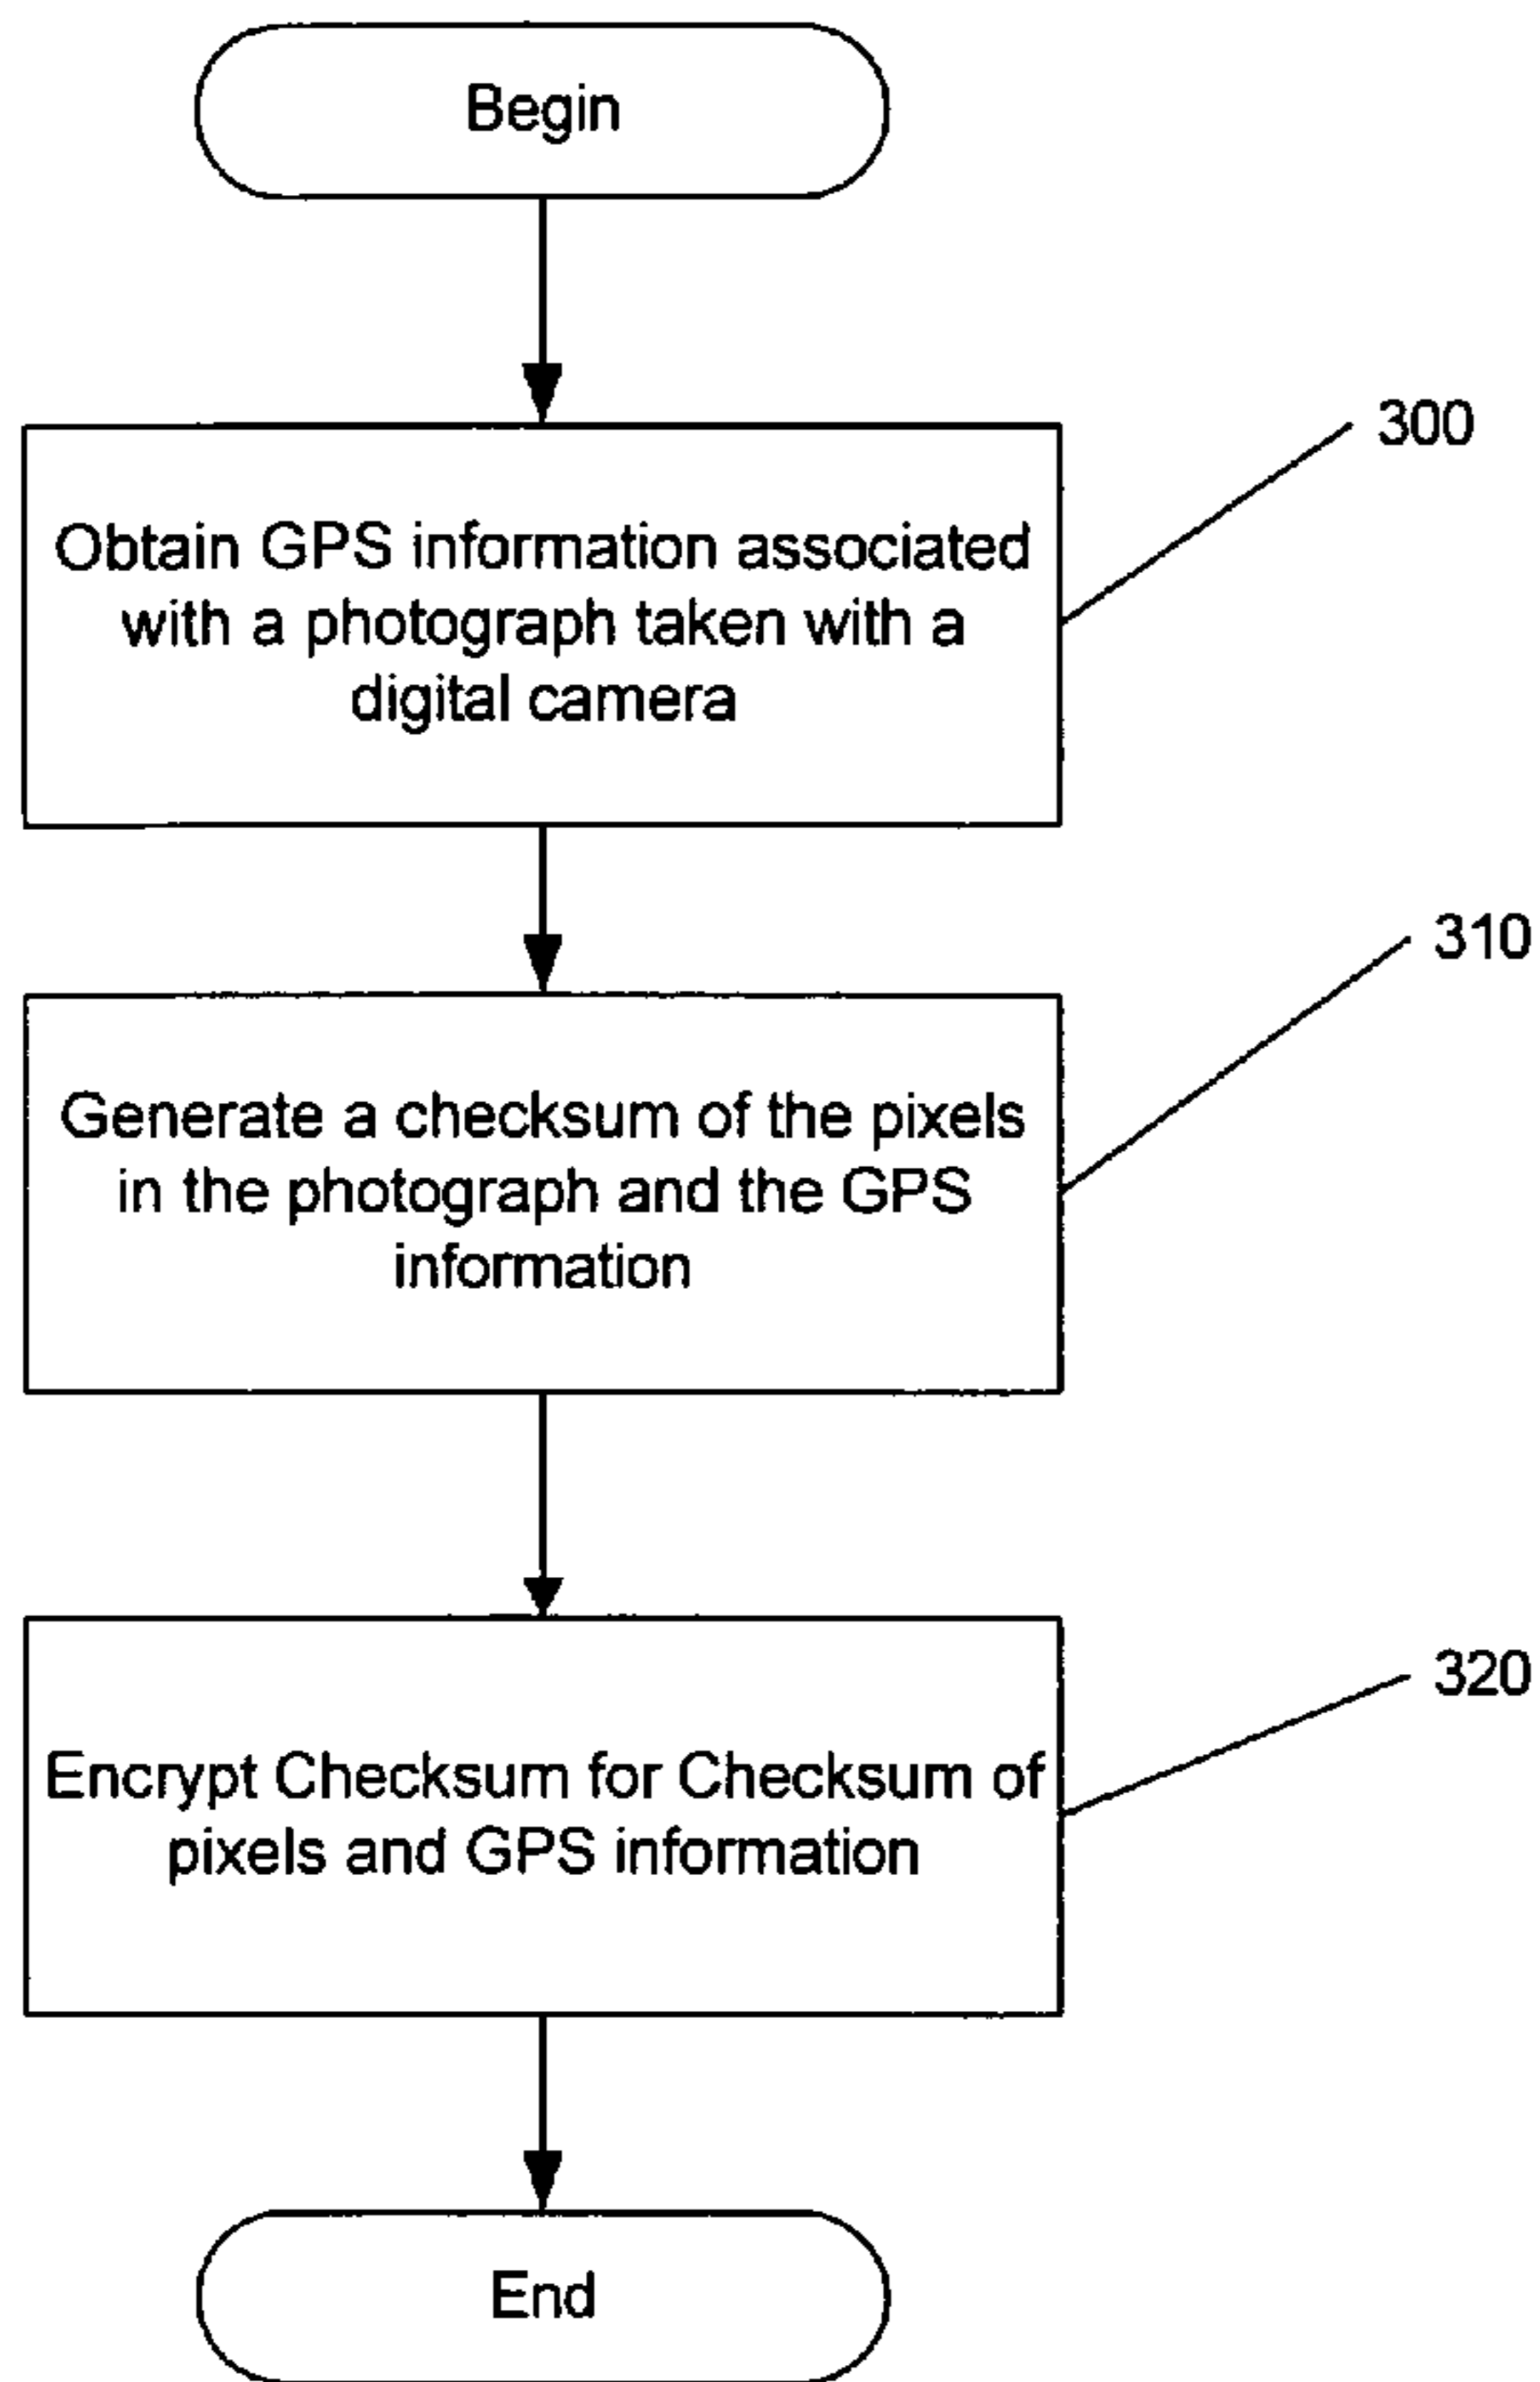 Begin
300
Obtain GPS information associated
with a photograph taken with a
digital camera
310
Generate a checksum of the pixels
in the photograph and the GPS
information
320
Encrypt Checksum for Checksum of
pixels and GPS information
End